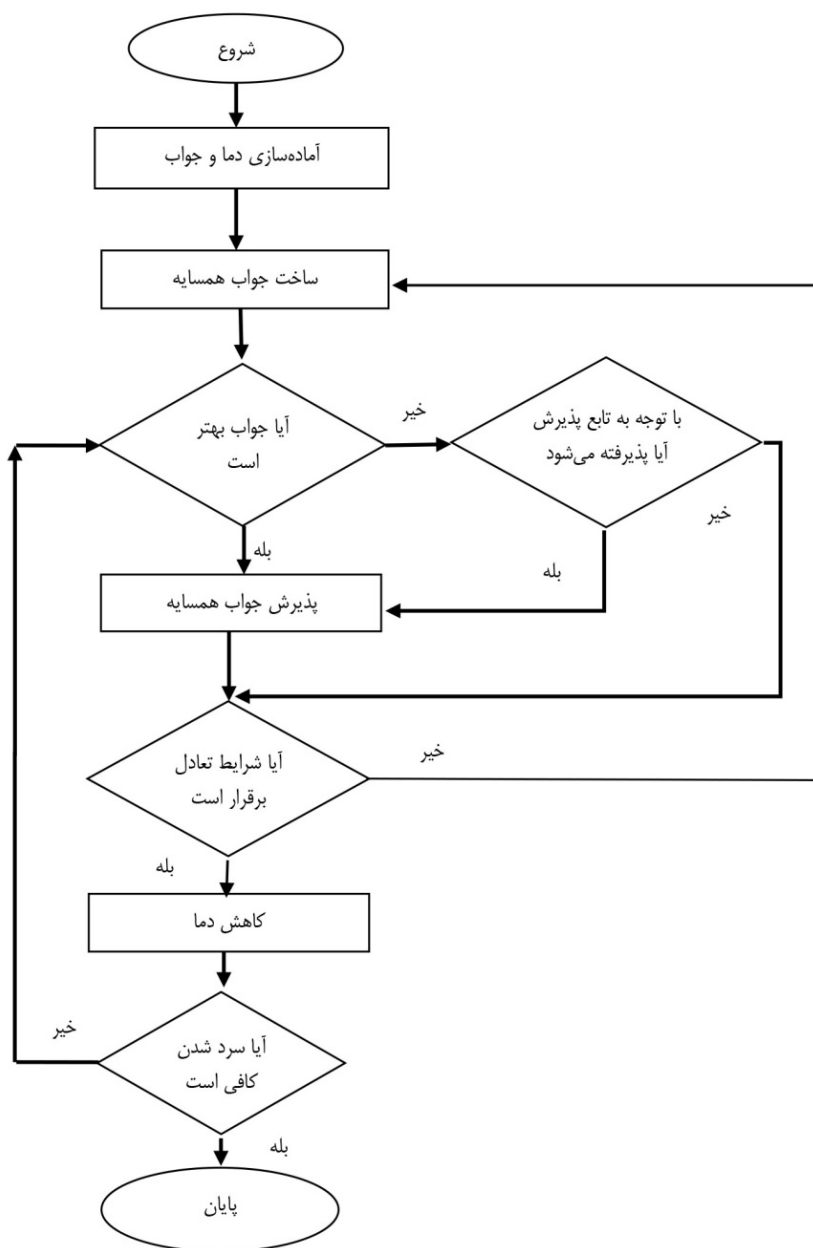 شروع
آماده‌سازی دما و جواب
ساخت جواب همسایه
آیا جواب بهتر
است
خیر
با توجه به تابع پذیرش
آیا پذیرفته می‌شود
خیر
بله
بله
پذیرش جواب همسایه
آیا شرایط تعادل
برقرار است
خیر
بله
کاهش دما
آیا سرد شدن
کافی است
خیر
بله
پایان